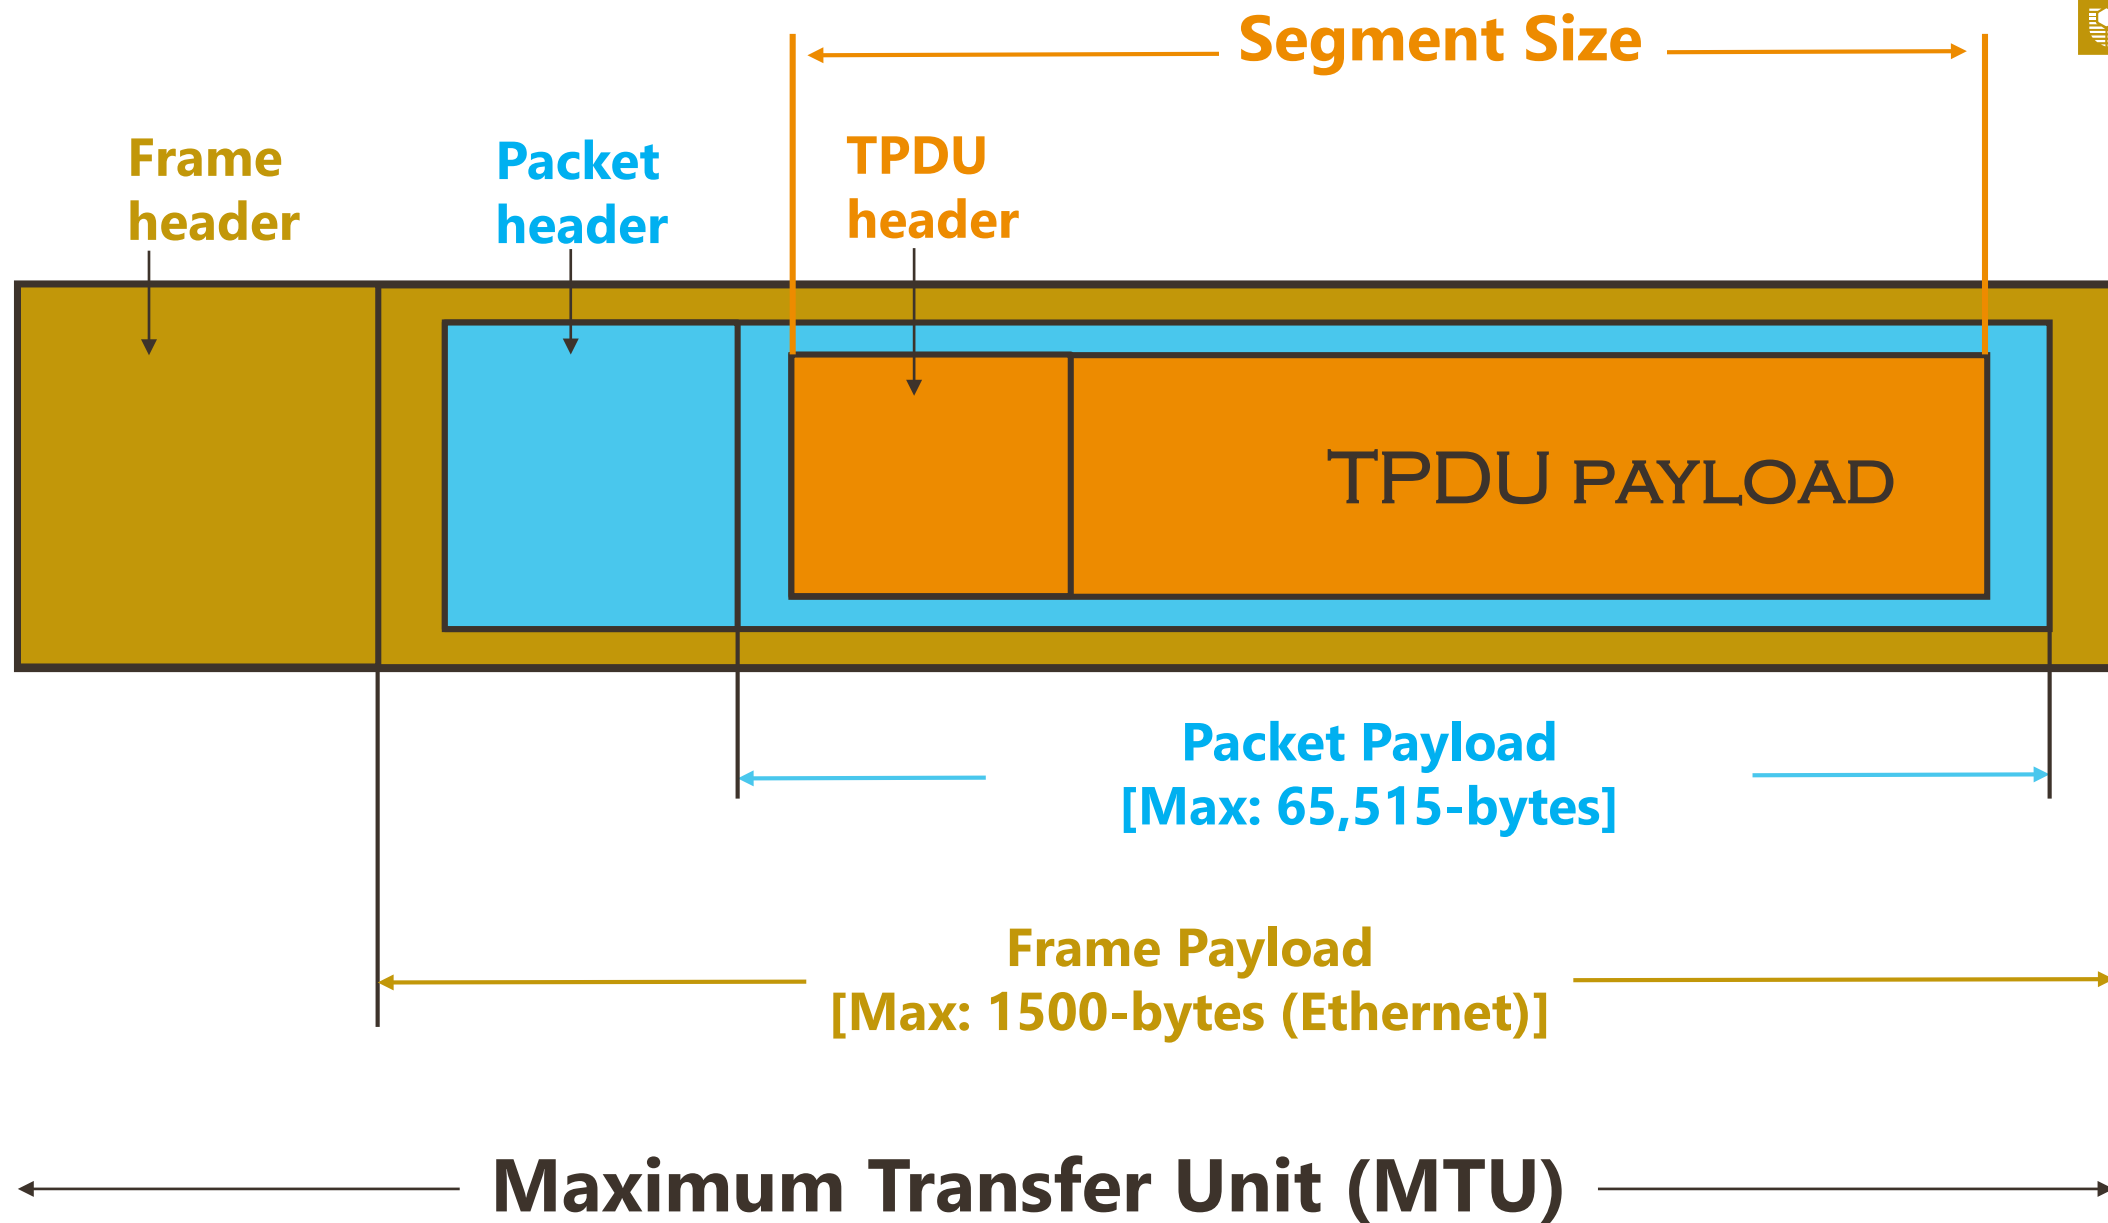 Segment Size
Frame
header
Packet
header
TPDU
header
TPDU PAYLOAD
Packet Payload
[Max: 65,515-bytes]
Frame Payload
[Max: 1500-bytes (Ethernet)]
Maximum Transfer Unit (MTU)